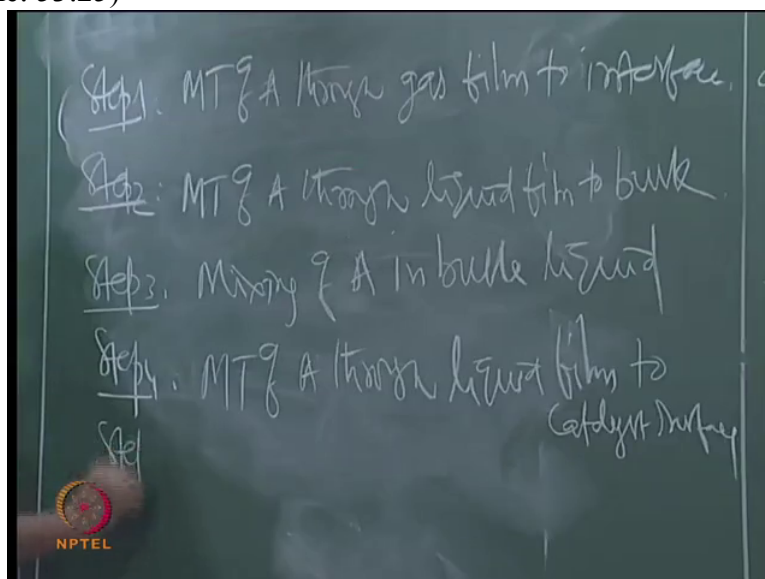 Step1. MT of A through gas film to interface.
Step2: MT of A through liquid film to bulk.
Step3. Mixing of A in bulk liquid
Step4. MT of A through liquid film to
catalyst surface
Ste
NPTEL